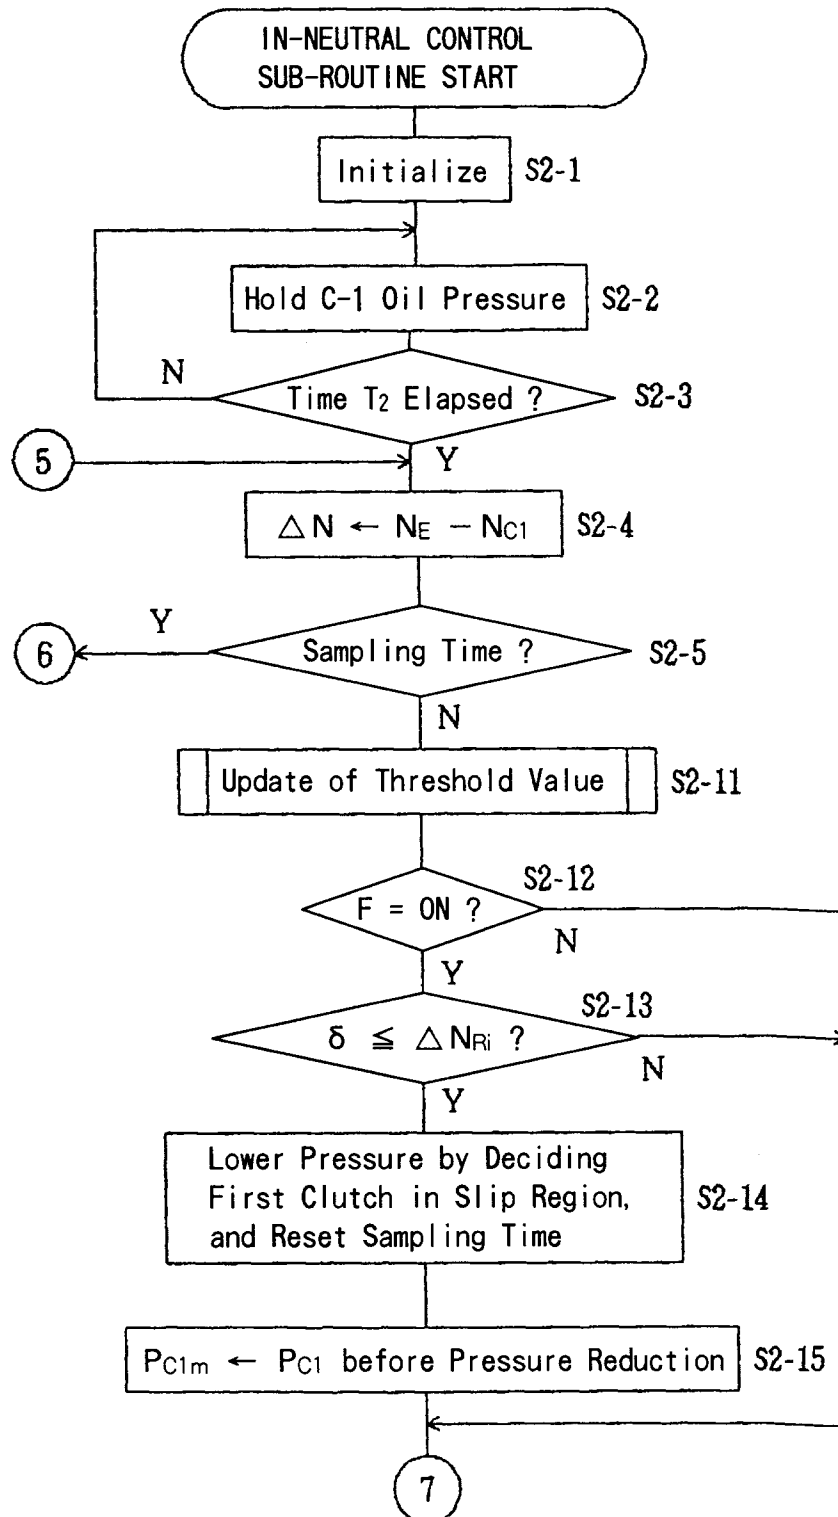 IN-NEUTRAL CONTROL
SUB-ROUTINE START
Initialize
S2-1
Hold C-1 Oil Pressure
S2-2
N
Time T2 Elapsed ?
S2-3
5
Y
△N ← NE − NC1
S2-4
Y
6
Sampling Time ?
S2-5
N
Update of Threshold Value
S2-11
S2-12
F = ON ?
N
Y
S2-13
δ ≦ △NRi ?
N
Y
Lower Pressure by Deciding
First Clutch in Slip Region,
and Reset Sampling Time
S2-14
PC1m ← PC1 before Pressure Reduction
S2-15
7